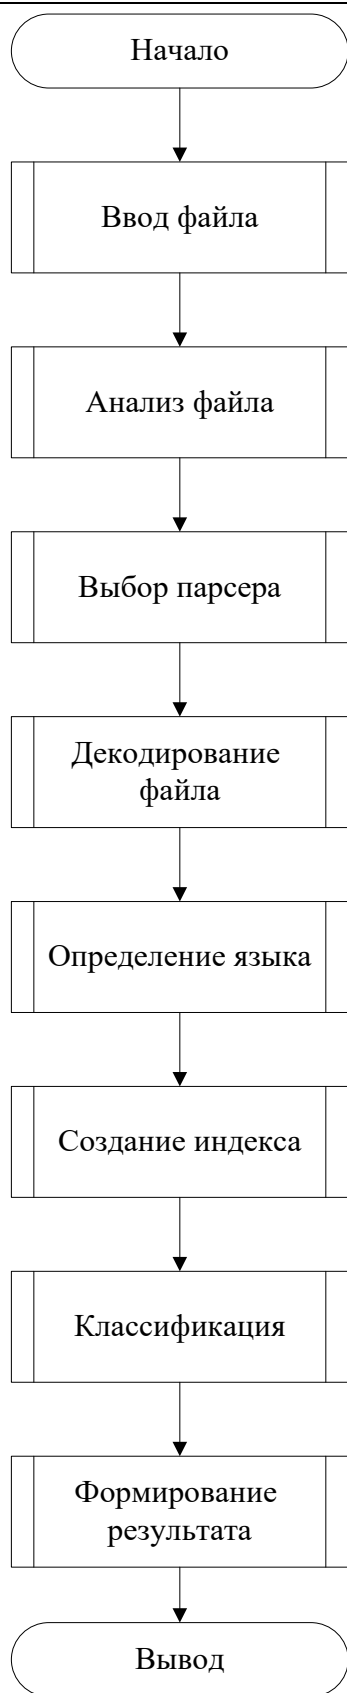 Начало
Ввод файла
Анализ файла
Выбор парсера
Декодирование
файла
Определение языка
Создание индекса
Классификация
Формирование
результата
Вывод